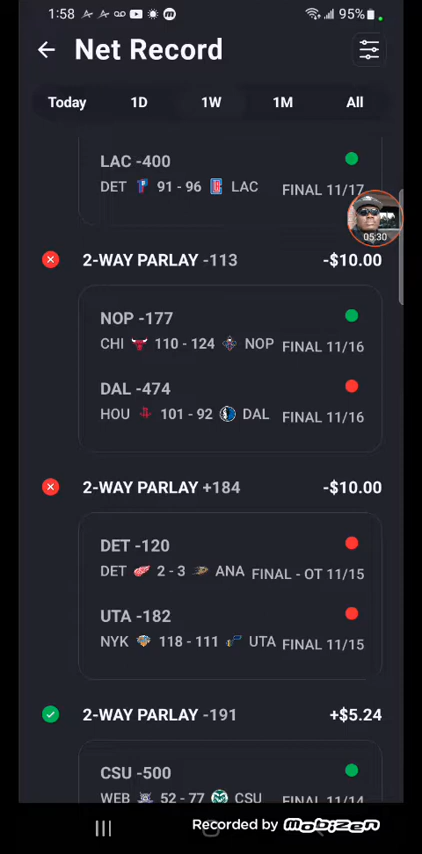 1:58 95%
Net Record
Today 1D 1W 1M All
LAC -400
DET 91 - 96 LAC FINAL 11/17
05:30
2-WAY PARLAY -113 -$10.00
NOP -177
CHI 110 - 124 NOP FINAL 11/16
DAL -474
HOU 101 - 92 DAL FINAL 11/16
2-WAY PARLAY +184 -$10.00
DET -120
DET 2 - 3 ANA FINAL - OT 11/15
UTA -182
NYK 118 - 111 UTA FINAL 11/15
2-WAY PARLAY -191 +$5.24
CSU -500
WEB 52 - 77 CSU FINAL 11/14
Recorded by MOBIZEN